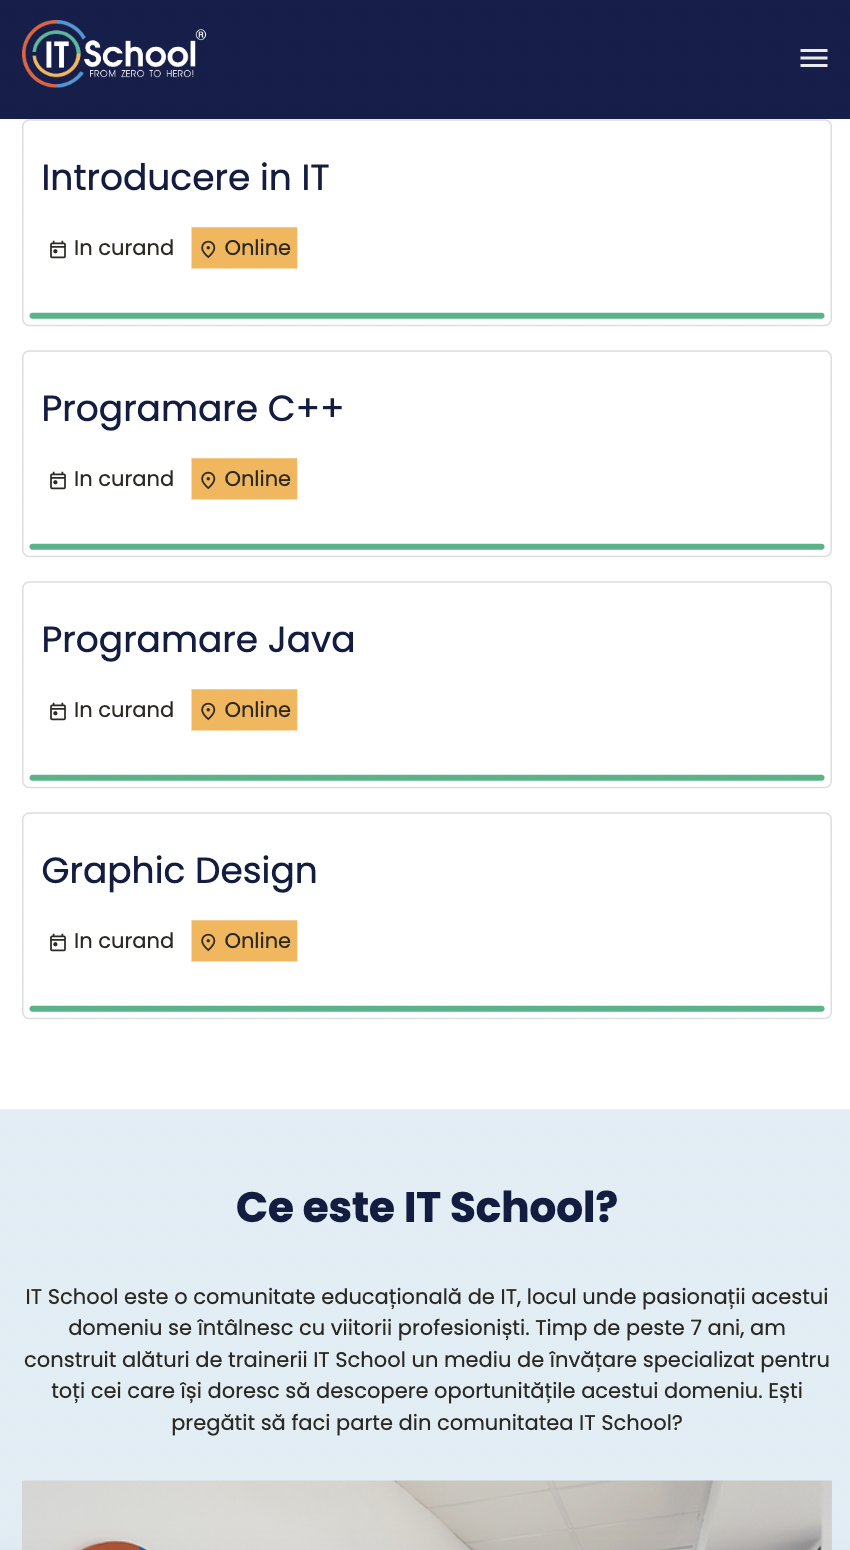 IT School®
FROM ZERO TO HERO!
Introducere in IT
In curand Online
Programare C++
In curand Online
Programare Java
In curand Online
Graphic Design
In curand Online
Ce este IT School?
IT School este o comunitate educațională de IT, locul unde pasionații acestui
domeniu se întâlnesc cu viitorii profesioniști. Timp de peste 7 ani, am
construit alături de trainerii IT School un mediu de învățare specializat pentru
toți cei care își doresc să descopere oportunitățile acestui domeniu. Ești
pregătit să faci parte din comunitatea IT School?